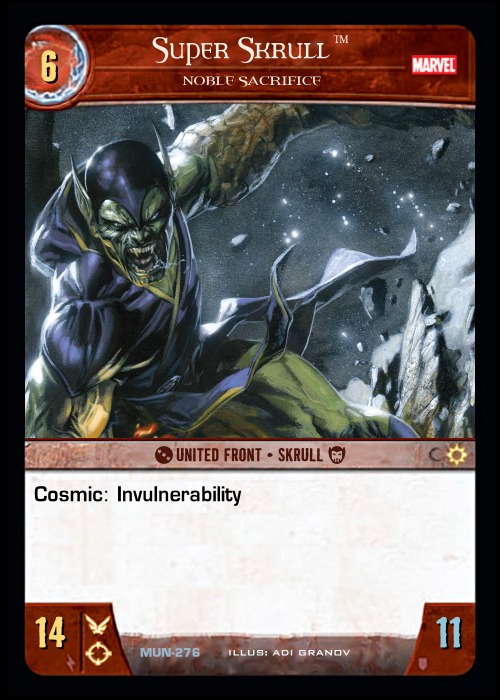 6
SUPER SKRULL™
MARVEL
NOBLE SACRIFICE
UNITED FRONT • SKRULL
C
Cosmic: Invulnerability
14
MUN-276 ILLUS: ADI GRANOV
11